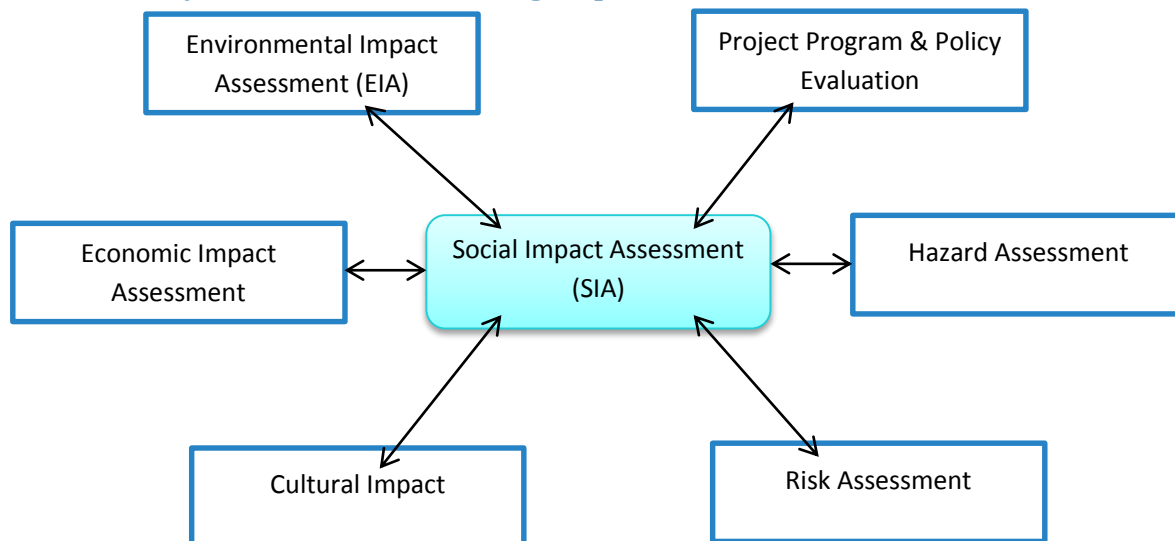 Environmental Impact
Assessment (EIA)
Project Program & Policy
Evaluation
Economic Impact
Assessment
Social Impact Assessment
(SIA)
Hazard Assessment
Cultural Impact
Risk Assessment